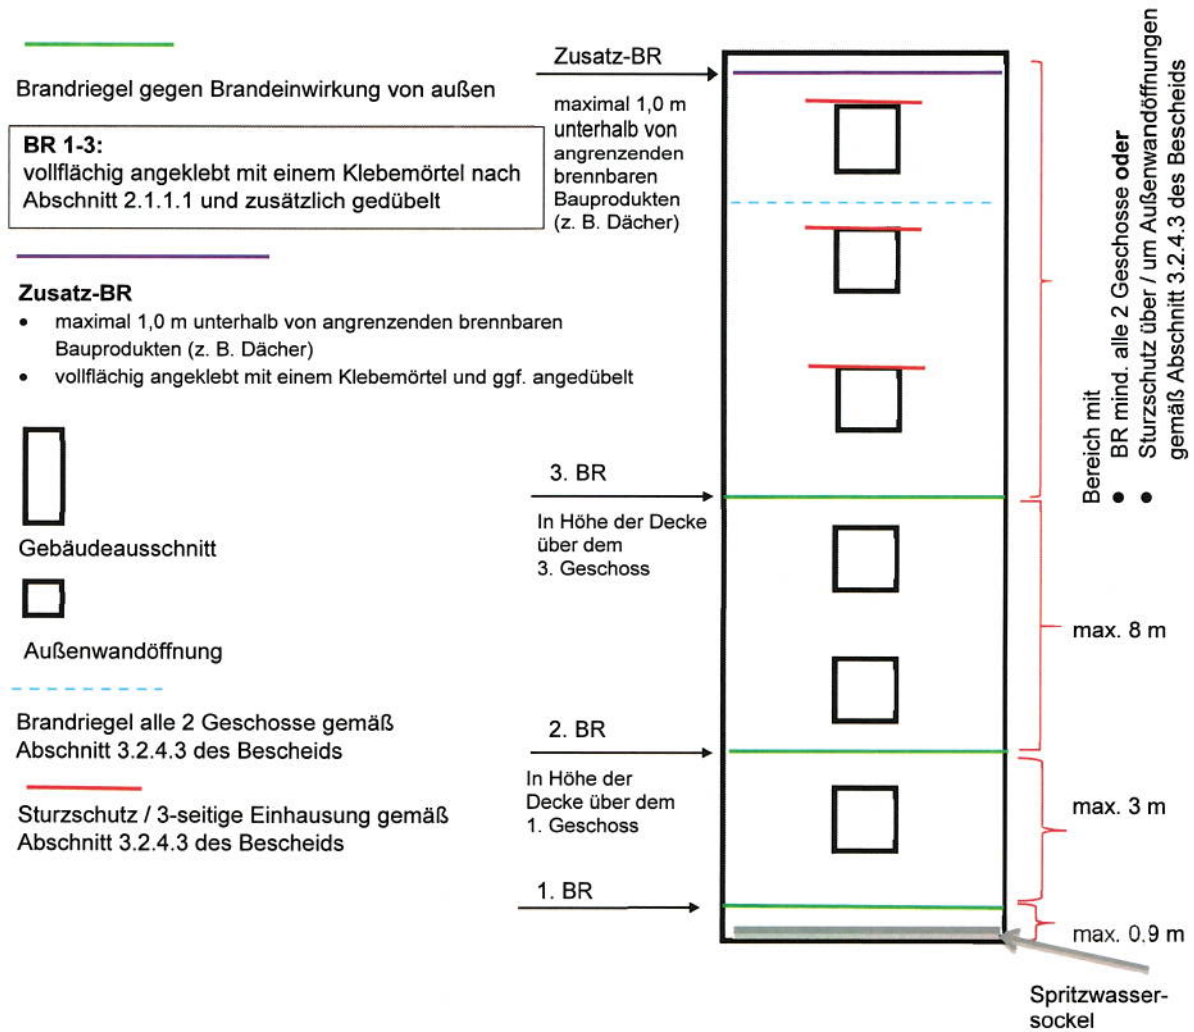 Brandriegel gegen Brandeinwirkung von außen
BR 1-3:
vollflächig angeklebt mit einem Klebemörtel nach
Abschnitt 2.1.1.1 und zusätzlich gedübelt
Zusatz-BR
• maximal 1,0 m unterhalb von angrenzenden brennbaren
Bauprodukten (z. B. Dächer)
• vollflächig angeklebt mit einem Klebemörtel und ggf. angedübelt
Gebäudeausschnitt
Außenwandöffnung
Brandriegel alle 2 Geschosse gemäß
Abschnitt 3.2.4.3 des Bescheids
Sturzschutz / 3-seitige Einhausung gemäß
Abschnitt 3.2.4.3 des Bescheids
Zusatz-BR
maximal 1,0 m
unterhalb von
angrenzenden
brennbaren
Bauprodukten
(z. B. Dächer)
3. BR
In Höhe der Decke
über dem
3. Geschoss
2. BR
In Höhe der
Decke über dem
1. Geschoss
1. BR
Bereich mit
• BR mind. alle 2 Geschosse oder
• Sturzschutz über / um Außenwandöffnungen
gemäß Abschnitt 3.2.4.3 des Bescheids
max. 8 m
max. 3 m
max. 0,9 m
Spritzwasser-
sockel